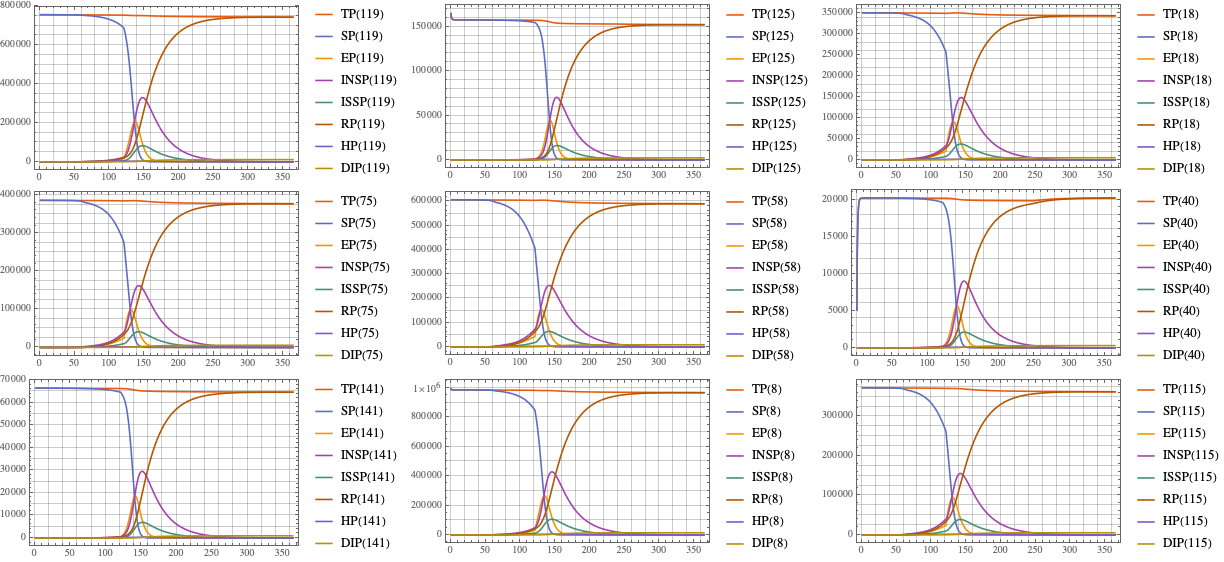 800000
600000
400000
200000
0
0 50 100 150 200 250 300 350
TP(119)
SP(119)
EP(119)
INSP(119)
ISSP(119)
RP(119)
HP(119)
DIP(119)
150000
100000
50000
0
0 50 100 150 200 250 300 350
TP(125)
SP(125)
EP(125)
INSP(125)
ISSP(125)
RP(125)
HP(125)
DIP(125)
350000
300000
250000
200000
150000
100000
50000
0
0 50 100 150 200 250 300 350
TP(18)
SP(18)
EP(18)
INSP(18)
ISSP(18)
RP(18)
HP(18)
DIP(18)
400000
300000
200000
100000
0
0 50 100 150 200 250 300 350
TP(75)
SP(75)
EP(75)
INSP(75)
ISSP(75)
RP(75)
HP(75)
DIP(75)
600000
500000
400000
300000
200000
100000
0
0 50 100 150 200 250 300 350
TP(58)
SP(58)
EP(58)
INSP(58)
ISSP(58)
RP(58)
HP(58)
DIP(58)
20000
15000
10000
5000
0
0 50 100 150 200 250 300 350
TP(40)
SP(40)
EP(40)
INSP(40)
ISSP(40)
RP(40)
HP(40)
DIP(40)
70000
60000
50000
40000
30000
20000
10000
0
0 50 100 150 200 250 300 350
TP(141)
SP(141)
EP(141)
INSP(141)
ISSP(141)
RP(141)
HP(141)
DIP(141)
1×10⁶
800000
600000
400000
200000
0
0 50 100 150 200 250 300 350
TP(8)
SP(8)
EP(8)
INSP(8)
ISSP(8)
RP(8)
HP(8)
DIP(8)
300000
200000
100000
0
0 50 100 150 200 250 300 350
TP(115)
SP(115)
EP(115)
INSP(115)
ISSP(115)
RP(115)
HP(115)
DIP(115)